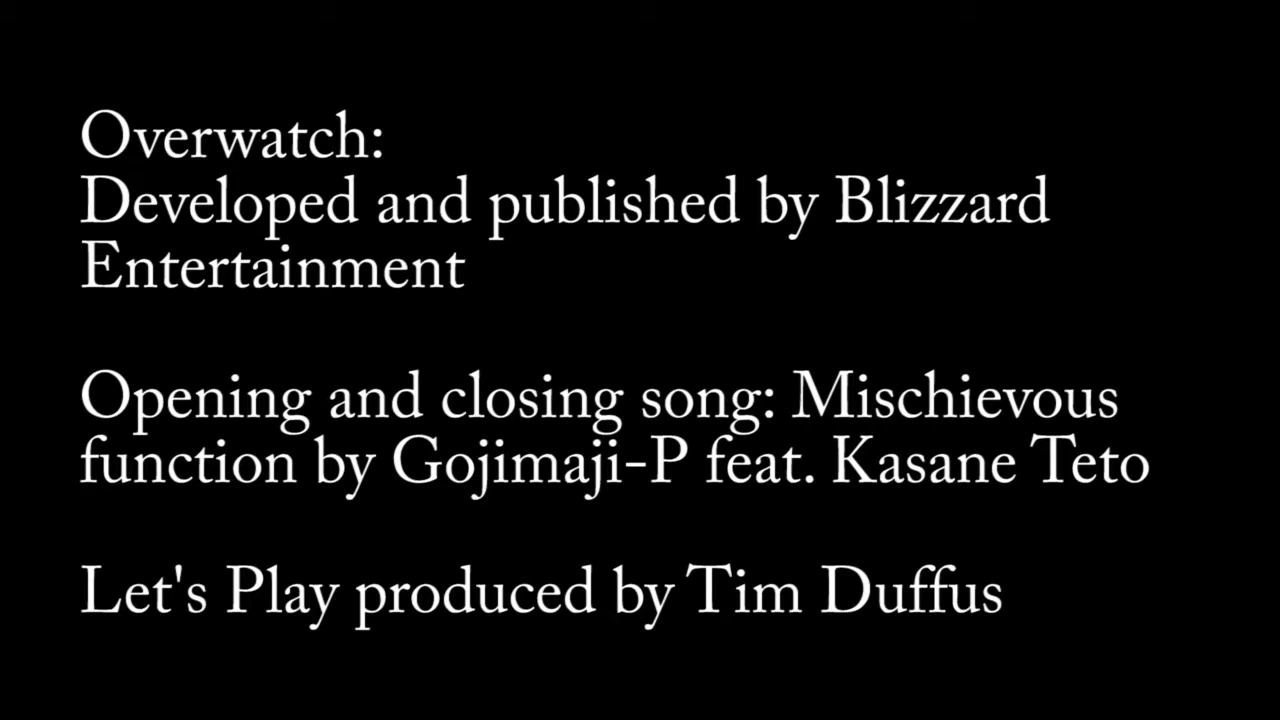 Overwatch:
Developed and published by Blizzard
Entertainment
Opening and closing song: Mischievous
function by Gojimaji-P feat. Kasane Teto
Let's Play produced by Tim Duffus